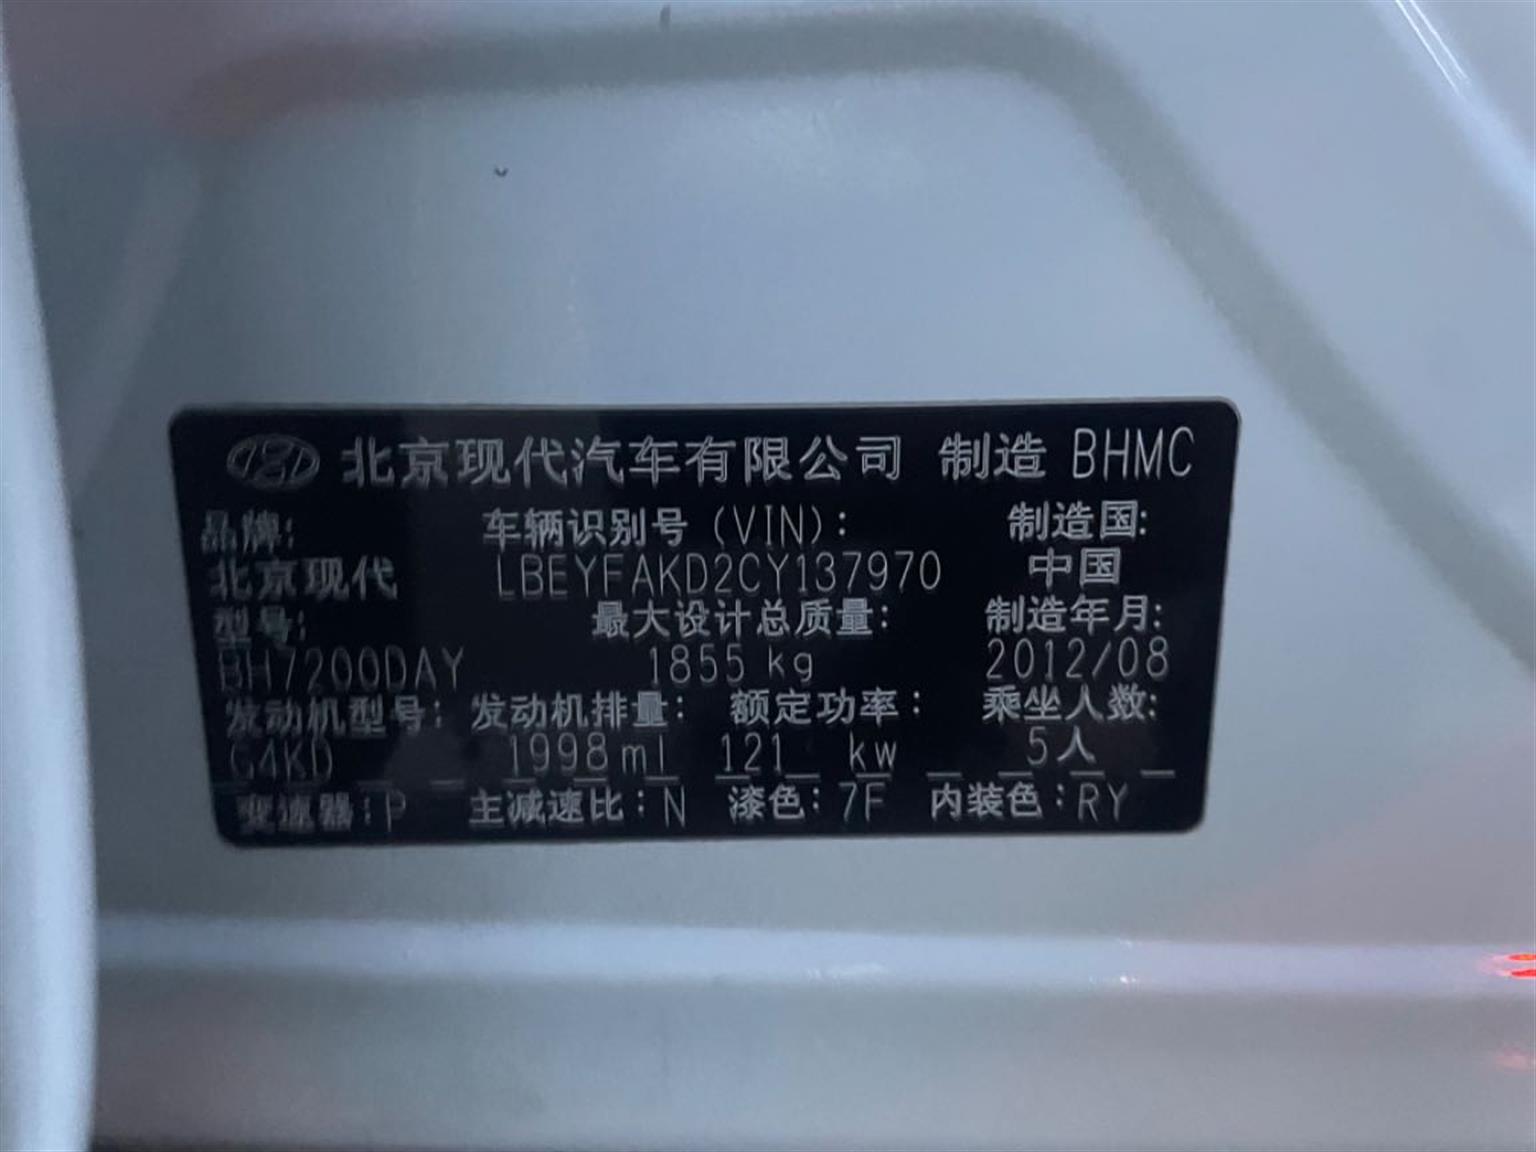 北京现代汽车有限公司 制造 BHMC
品牌: 车辆识别号 (VIN): 制造国:
北京现代 LBEYFAKD2CY137970 中国
型号: 最大设计总质量: 制造年月:
BH7200DAY 1855 kg 2012/08
发动机型号: 发动机排量: 额定功率: 乘坐人数:
G4KD 1998ml 121 kw 5人
变速器:P 主减速比:N 漆色:7F 内装色:RY